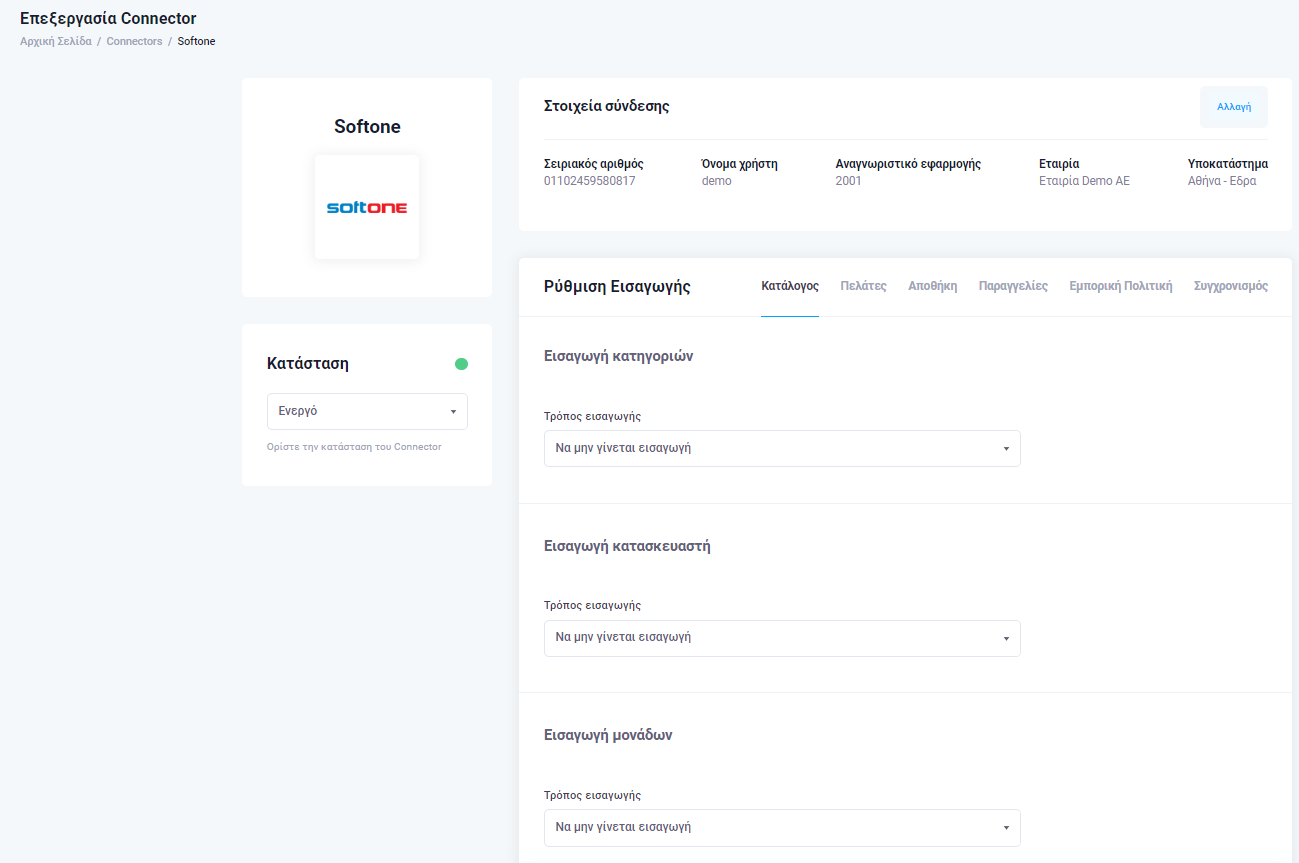 Επεξεργασία Connector
Αρχική Σελίδα / Connectors / Softone
Softone
softone
Κατάσταση
Ενεργό
Ορίστε την κατάσταση του Connector
Στοιχεία σύνδεσης
Αλλαγή
Σειριακός αριθμός Όνομα χρήστη Αναγνωριστικό εφαρμογής Εταιρία Υποκατάστημα
01102459580817 demo 2001 Εταιρία Demo ΑΕ Αθήνα - Εδρα
Ρύθμιση Εισαγωγής Κατάλογος Πελάτες Αποθήκη Παραγγελίες Εμπορική Πολιτική Συγχρονισμός
Εισαγωγή κατηγοριών
Τρόπος εισαγωγής
Να μην γίνεται εισαγωγή
Εισαγωγή κατασκευαστή
Τρόπος εισαγωγής
Να μην γίνεται εισαγωγή
Εισαγωγή μονάδων
Τρόπος εισαγωγής
Να μην γίνεται εισαγωγή